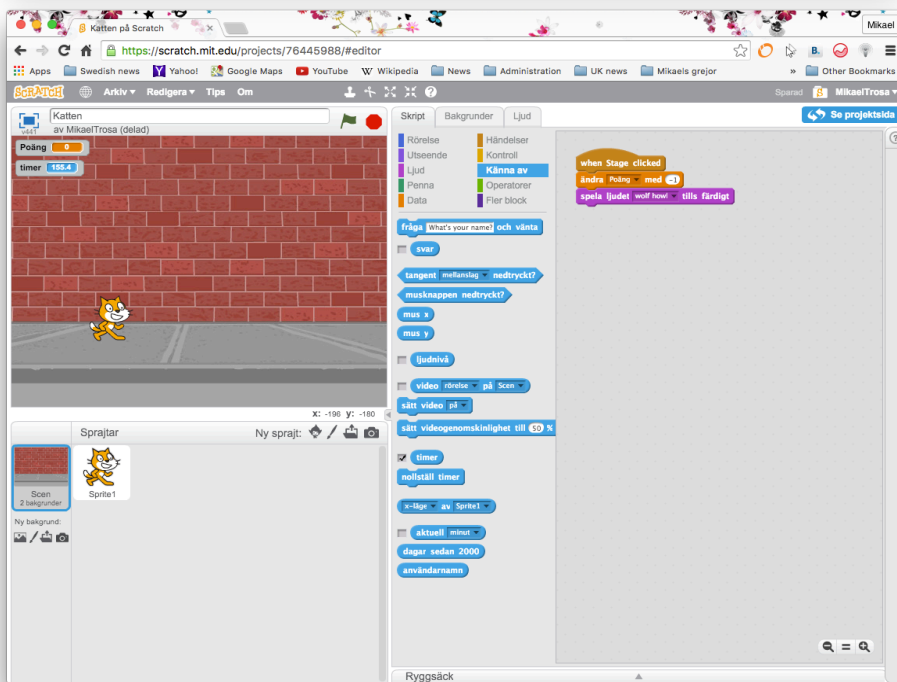 Katten på Scratch
Mikael
https://scratch.mit.edu/projects/76445988/#editor
Apps Swedish news Yahoo! Google Maps YouTube Wikipedia News Administration UK news Mikaels grejor » Other Bookmarks
SCRATCH Arkiv Redigera Tips Om Sparad MikaelTrosa
Katten
v441
av MikaelTrosa (delad)
Skript Bakgrunder Ljud
Se projektsida
Poäng 0
timer 155.4
Rörelse Händelser
Utseende Kontroll
Ljud Känna av
Penna Operatorer
Data Fler block
when Stage clicked
ändra Poäng med -1
spela ljudet wolf howl tills färdigt
fråga What's your name? och vänta
svar
tangent mellanslag nedtryckt?
musknappen nedtryckt?
mus x
mus y
ljudnivå
video rörelse på Scen
sätt video på
sätt videogenomskinlighet till 50 %
timer
nollställ timer
x-läge av Sprite1
aktuell minut
dagar sedan 2000
användarnamn
x: -196 y: -180
Sprajtar Ny sprajt:
Scen
2 bakgrunder
Sprite1
Ny bakgrund:
Ryggsäck